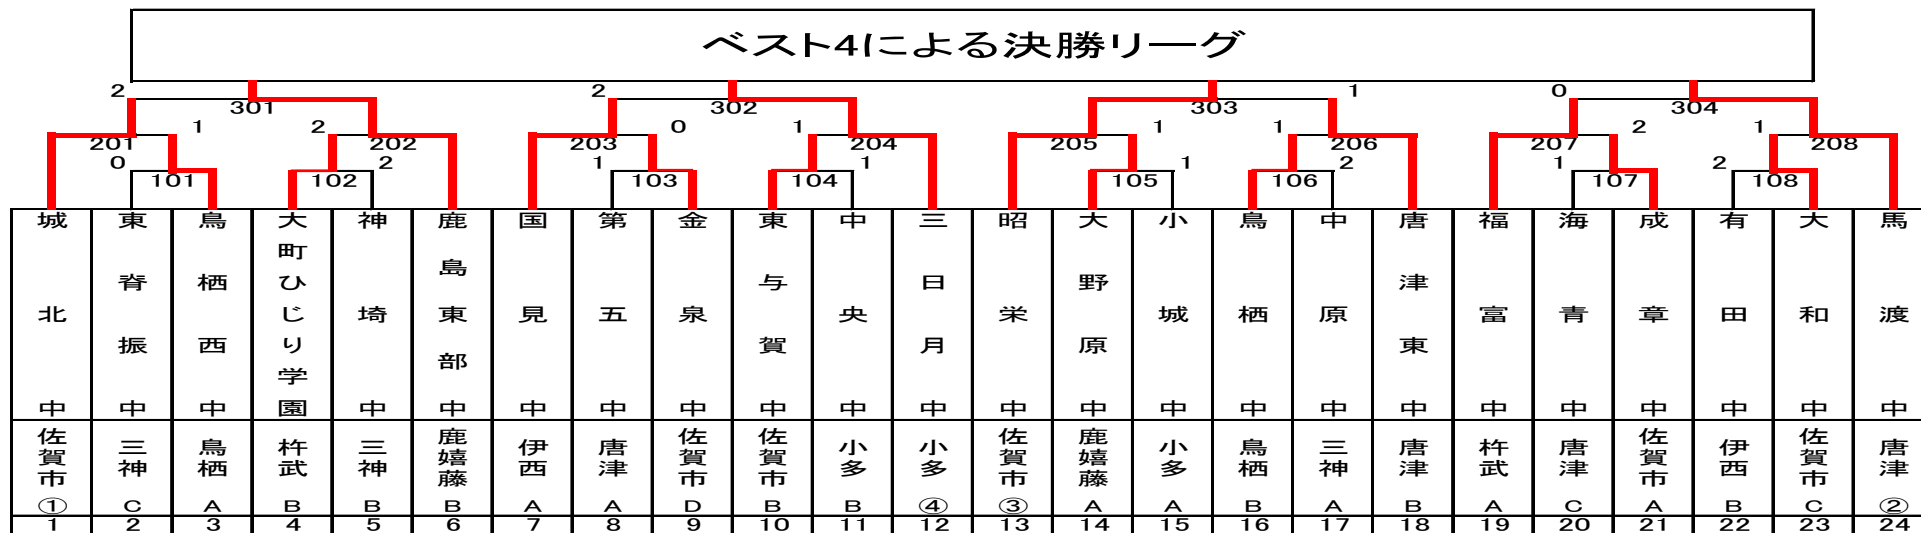 ベスト4による決勝リーグ
2 2 1 0
301 302 303 304
1 2 0 1 1 1 2 1
201 202 203 204 205 206 207 208
0 2 1 1 1 2 1 2
101 102 103 104 105 106 107 108
城北中
東脊振中
鳥栖西中
大町ひじり学園
神埼中
鹿島東部中
国見中
第五中
金泉中
東与賀中
中央中
三日月中
昭栄中
大野原中
小城中
鳥栖中
中原中
唐津東中
福富中
海青中
成章中
有田中
大和中
馬渡中
佐賀市 三神 鳥栖 杵武 三神 鹿嬉藤 伊西 唐津 佐賀市 佐賀市 小多 小多 佐賀市 鹿嬉藤 小多 鳥栖 三神 唐津 杵武 唐津 佐賀市 伊西 佐賀市 唐津
① C A B B B A A D B B ④ ③ A A B A B A C A B C ②
1 2 3 4 5 6 7 8 9 10 11 12 13 14 15 16 17 18 19 20 21 22 23 24